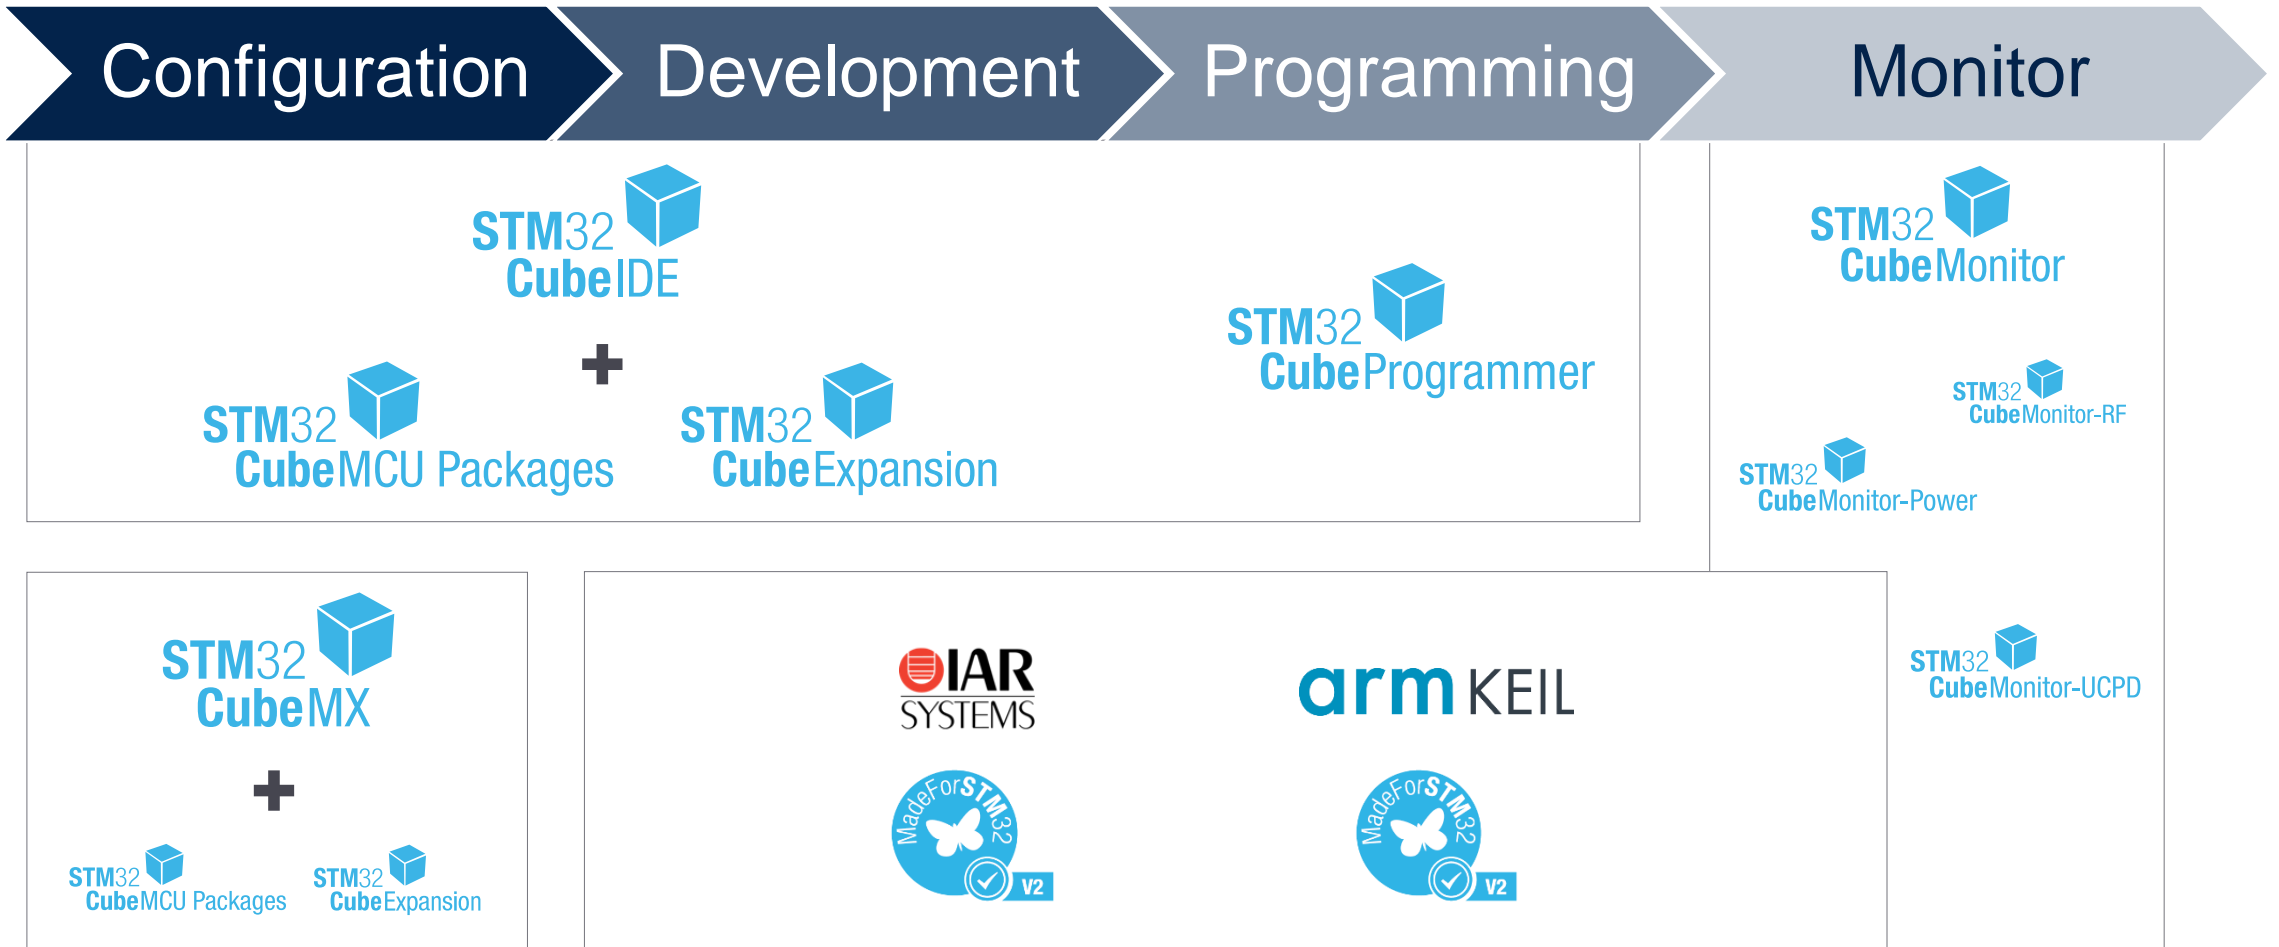 Configuration
Development
Programming
Monitor
STM32
CubeIDE
STM32
CubeMCU Packages
STM32
CubeExpansion
STM32
CubeProgrammer
STM32
CubeMonitor
STM32
CubeMonitor-RF
STM32
CubeMonitor-Power
STM32
CubeMonitor-UCPD
STM32
CubeMX
STM32
CubeMCU Packages
STM32
CubeExpansion
IAR
SYSTEMS
MadeForSTM32
V2
arm KEIL
MadeForSTM32
V2